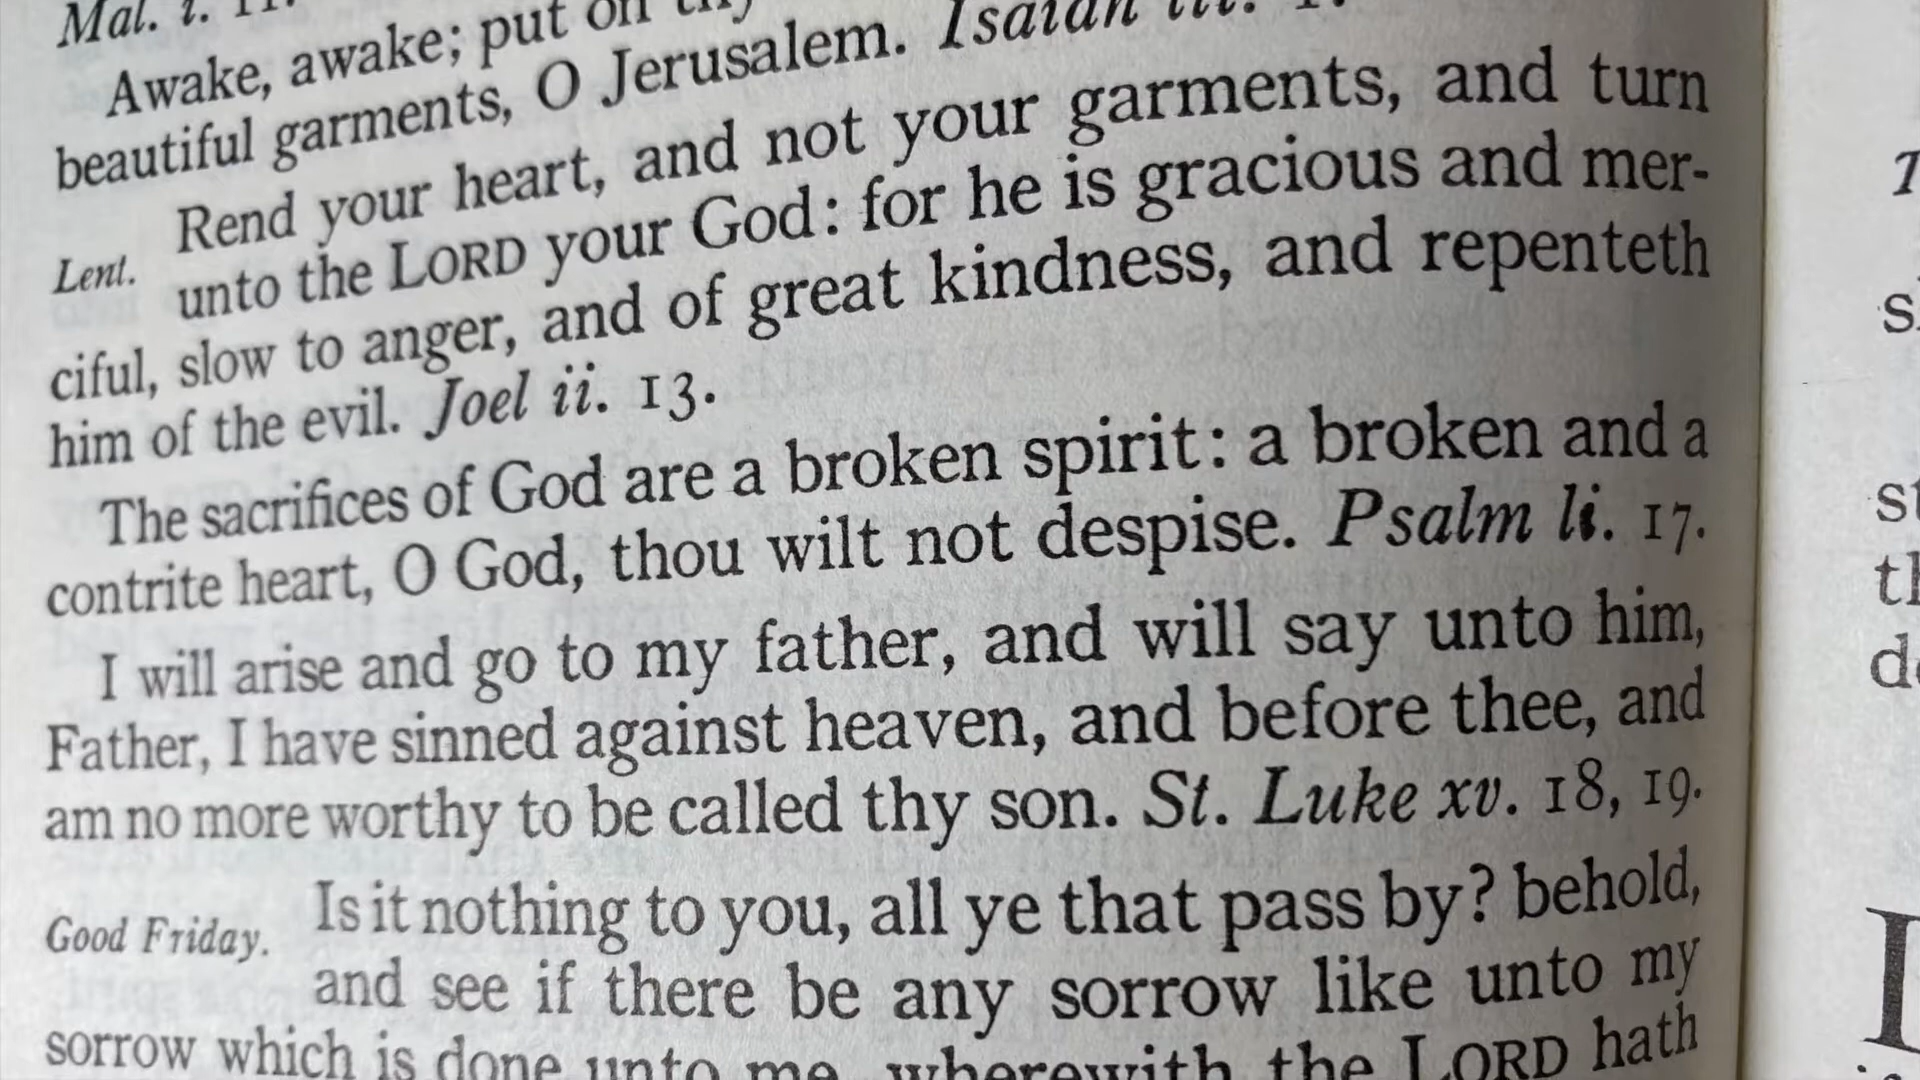 Mal. i. 11.
Awake, awake; put on thy
beautiful garments, O Jerusalem. Isaiah lii. 1.
Lent. Rend your heart, and not your garments, and turn
unto the LORD your God: for he is gracious and mer-
ciful, slow to anger, and of great kindness, and repenteth
him of the evil. Joel ii. 13.
The sacrifices of God are a broken spirit: a broken and a
contrite heart, O God, thou wilt not despise. Psalm li. 17.
I will arise and go to my father, and will say unto him,
Father, I have sinned against heaven, and before thee, and
am no more worthy to be called thy son. St. Luke xv. 18, 19.
Good Friday. Is it nothing to you, all ye that pass by? behold,
and see if there be any sorrow like unto my
sorrow which is done unto me, wherewith the LORD hath